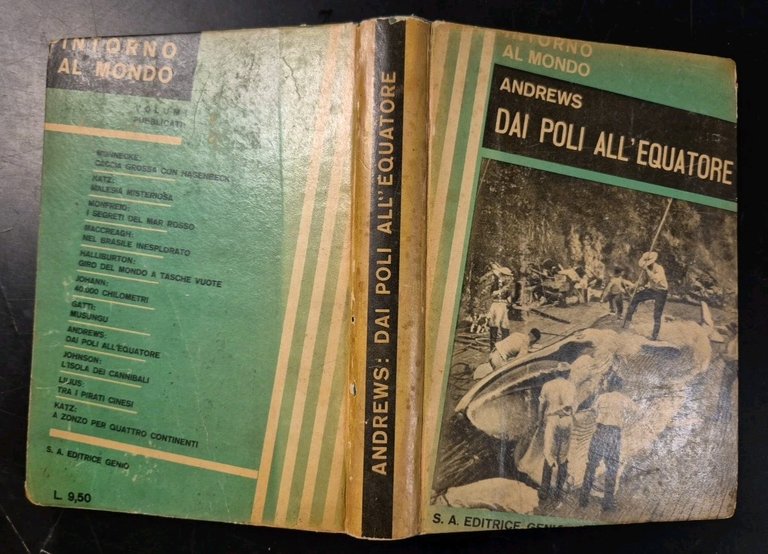 INTORNO
AL MONDO
VOLUMI
PUBBLICATI
WONNECKE:
CACCIA GROSSA CON HAGENBECK
KATZ:
MALESIA MISTERIOSA
MONFREID:
I SEGRETI DEL MAR ROSSO
MACCREAGH:
NEL BRASILE INESPLORATO
HALLIBURTON:
GIRO DEL MONDO A TASCHE VUOTE
JOHANN:
40.000 CHILOMETRI
GATTI:
MUSUNGU
ANDREWS:
DAI POLI ALL'EQUATORE
JOHNSON:
L'ISOLA DEI CANNIBALI
LILIUS:
TRA I PIRATI CINESI
KATZ:
A ZONZO PER QUATTRO CONTINENTI
S. A. EDITRICE GENIO
L. 9,50
ANDREWS: DAI POLI ALL'EQUATORE
INTORNO
AL MONDO
ANDREWS
DAI POLI ALL'EQUATORE
S. A. EDITRICE GENIO